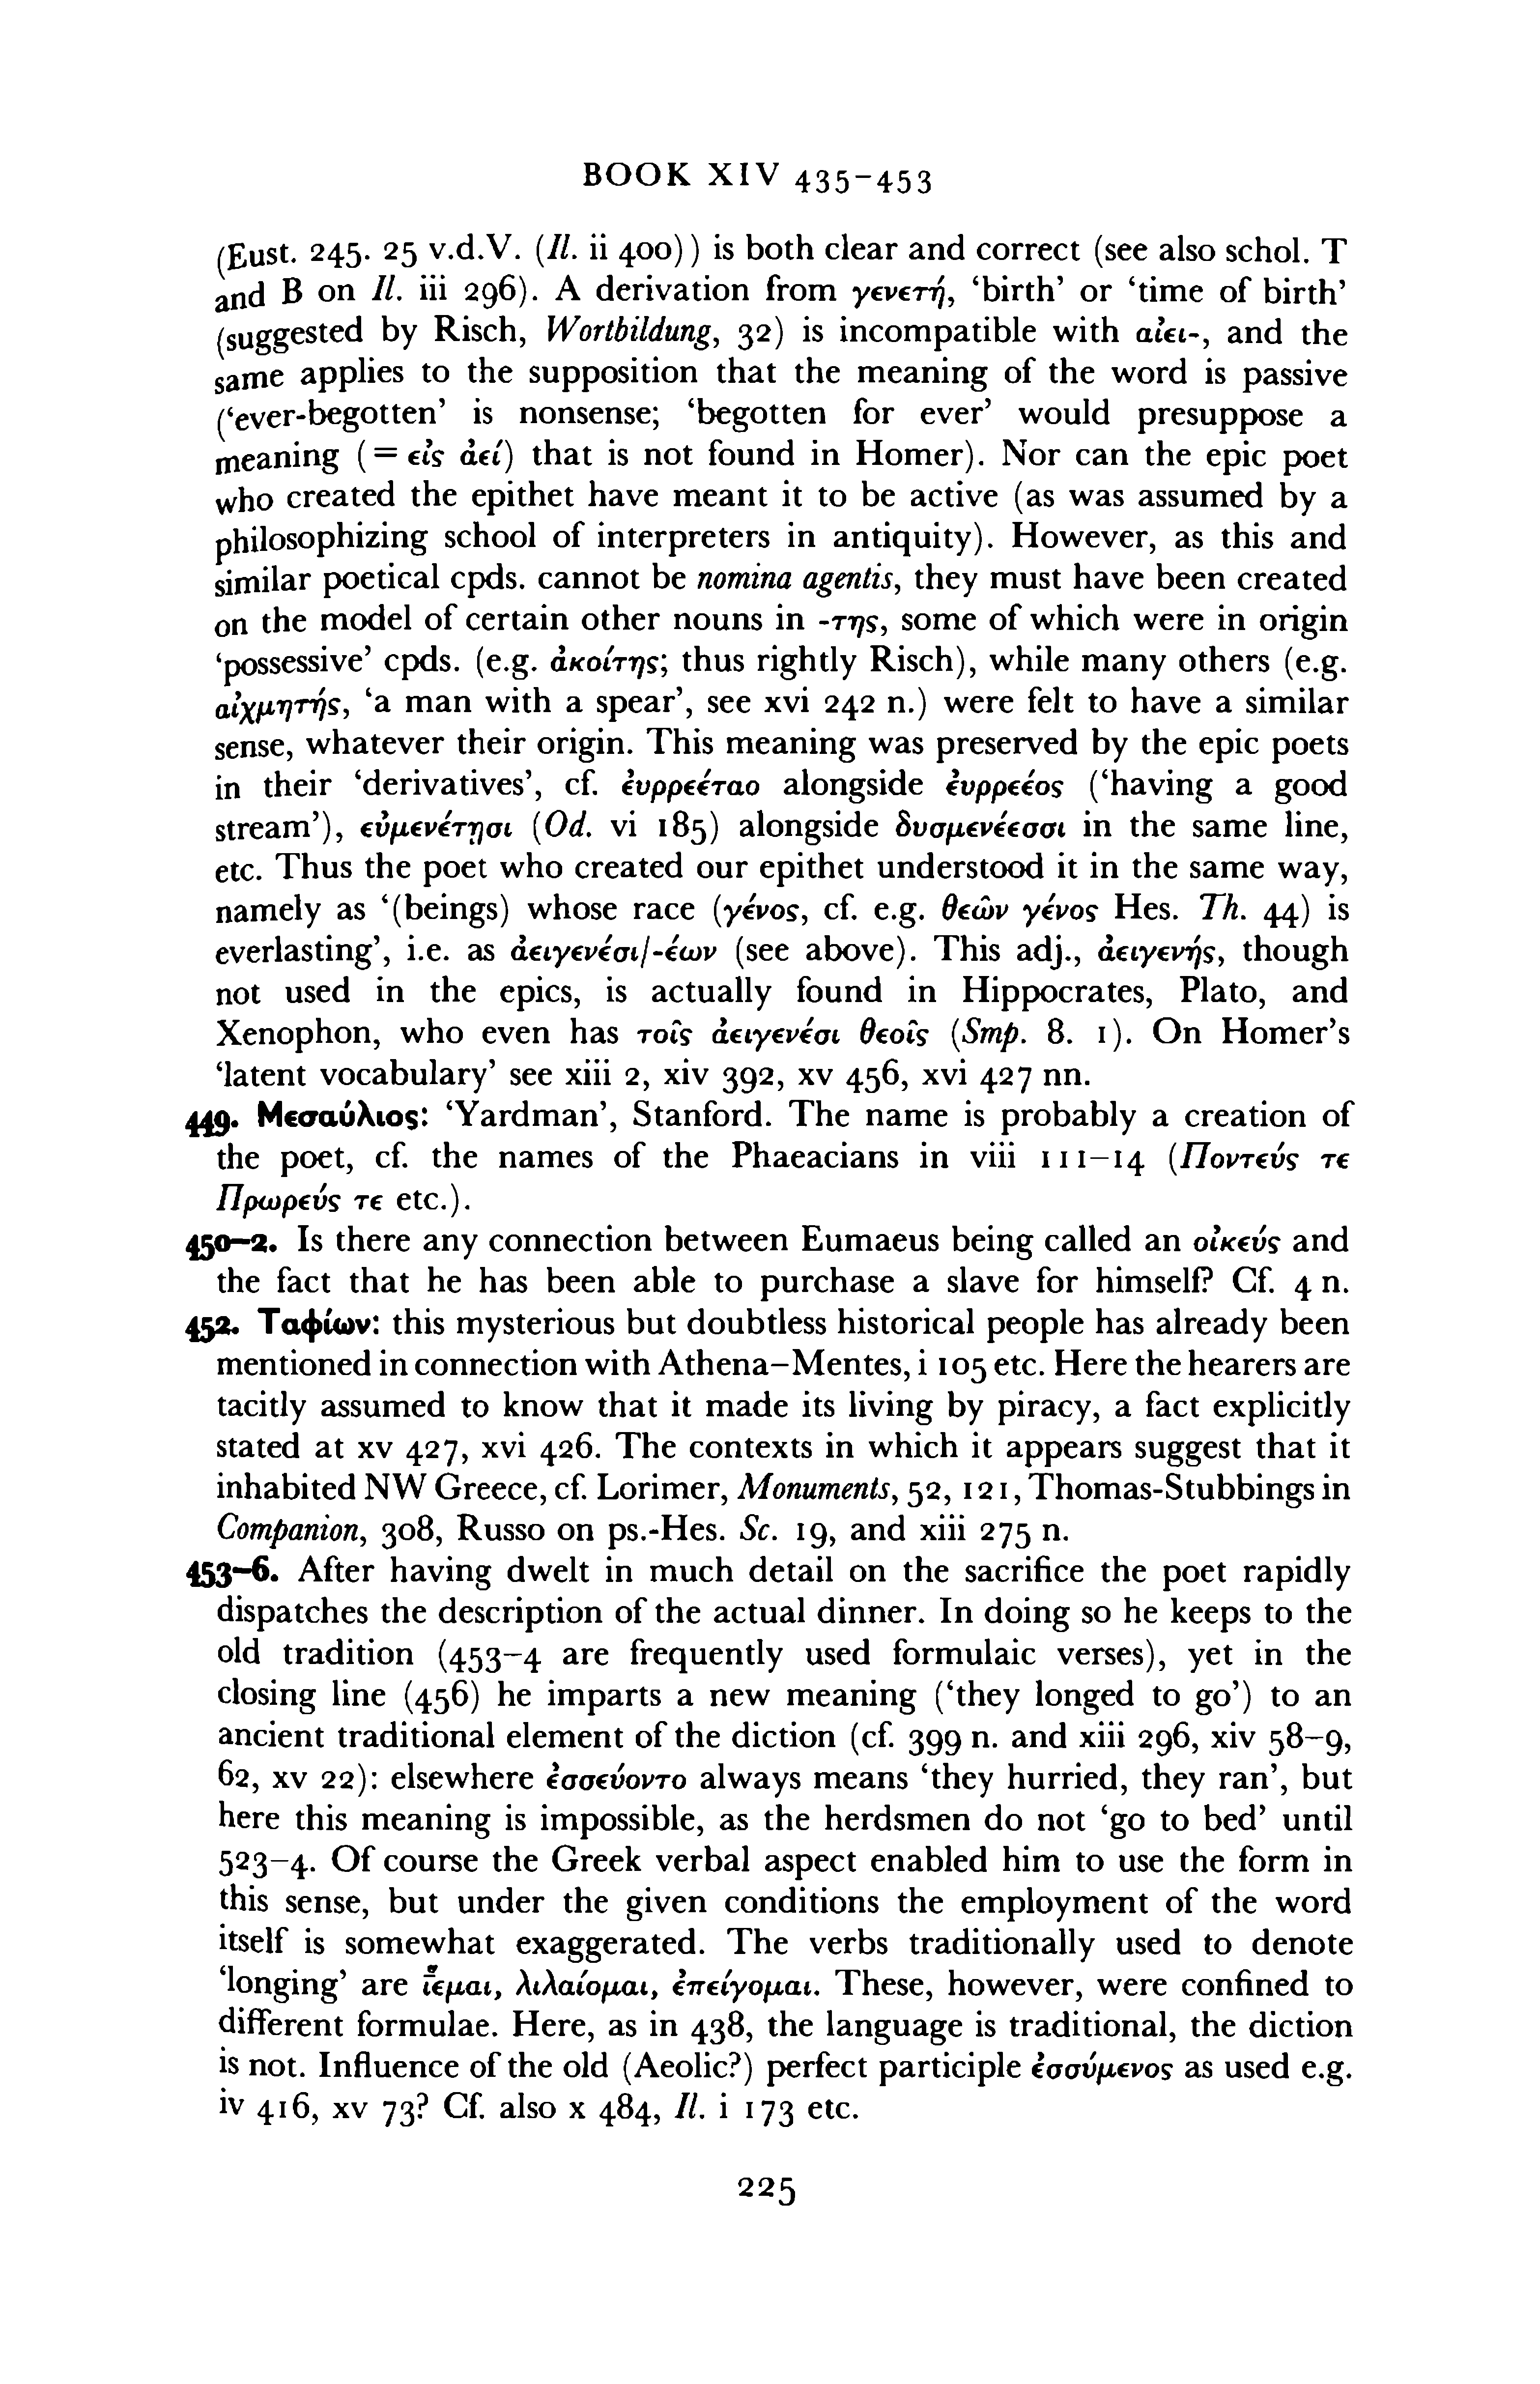 BOOK XIV 435–453
(Eust. 245. 25 v.d.V. (Il. ii 400)) is both clear and correct (see also schol. T
and B on Il. iii 296). A derivation from γενετή, ‘birth’ or ‘time of birth’
(suggested by Risch, Wortbildung, 32) is incompatible with αἰει-, and the
same applies to the supposition that the meaning of the word is passive
(‘ever-begotten’ is nonsense; ‘begotten for ever’ would presuppose a
meaning (= εἰς ἀεί) that is not found in Homer). Nor can the epic poet
who created the epithet have meant it to be active (as was assumed by a
philosophizing school of interpreters in antiquity). However, as this and
similar poetical cpds. cannot be nomina agentis, they must have been created
on the model of certain other nouns in -της, some of which were in origin
‘possessive’ cpds. (e.g. ἀκοίτης; thus rightly Risch), while many others (e.g.
αἰχμητής, ‘a man with a spear’, see xvi 242 n.) were felt to have a similar
sense, whatever their origin. This meaning was preserved by the epic poets
in their ‘derivatives’, cf. ἐυρρεέταο alongside ἐυρρεέος (‘having a good
stream’), εὐμενέτῃσι (Od. vi 185) alongside δυσμενέεσσι in the same line,
etc. Thus the poet who created our epithet understood it in the same way,
namely as ‘(beings) whose race (γένος, cf. e.g. θεῶν γένος Hes. Th. 44) is
everlasting’, i.e. as ἀειγενέσι/-έων (see above). This adj., ἀειγενής, though
not used in the epics, is actually found in Hippocrates, Plato, and
Xenophon, who even has τοῖς ἀειγενέσι θεοῖς (Smp. 8. 1). On Homer’s
‘latent vocabulary’ see xiii 2, xiv 392, xv 456, xvi 427 nn.
449. Μεσαύλιος: ‘Yardman’, Stanford. The name is probably a creation of
the poet, cf. the names of the Phaeacians in viii 111–14 (Ποντεύς τε
Πρωρεύς τε etc.).
450–2. Is there any connection between Eumaeus being called an οἰκεύς and
the fact that he has been able to purchase a slave for himself? Cf. 4 n.
452. Ταφίων: this mysterious but doubtless historical people has already been
mentioned in connection with Athena–Mentes, i 105 etc. Here the hearers are
tacitly assumed to know that it made its living by piracy, a fact explicitly
stated at xv 427, xvi 426. The contexts in which it appears suggest that it
inhabited NW Greece, cf. Lorimer, Monuments, 52, 121, Thomas-Stubbings in
Companion, 308, Russo on ps.-Hes. Sc. 19, and xiii 275 n.
453–6. After having dwelt in much detail on the sacrifice the poet rapidly
dispatches the description of the actual dinner. In doing so he keeps to the
old tradition (453–4 are frequently used formulaic verses), yet in the
closing line (456) he imparts a new meaning (‘they longed to go’) to an
ancient traditional element of the diction (cf. 399 n. and xiii 296, xiv 58–9,
62, xv 22): elsewhere ἐσσεύοντο always means ‘they hurried, they ran’, but
here this meaning is impossible, as the herdsmen do not ‘go to bed’ until
523–4. Of course the Greek verbal aspect enabled him to use the form in
this sense, but under the given conditions the employment of the word
itself is somewhat exaggerated. The verbs traditionally used to denote
‘longing’ are ἵεμαι, λιλαίομαι, ἐπείγομαι. These, however, were confined to
different formulae. Here, as in 438, the language is traditional, the diction
is not. Influence of the old (Aeolic?) perfect participle ἐσσύμενος as used e.g.
iv 416, xv 73? Cf. also x 484, Il. i 173 etc.
225